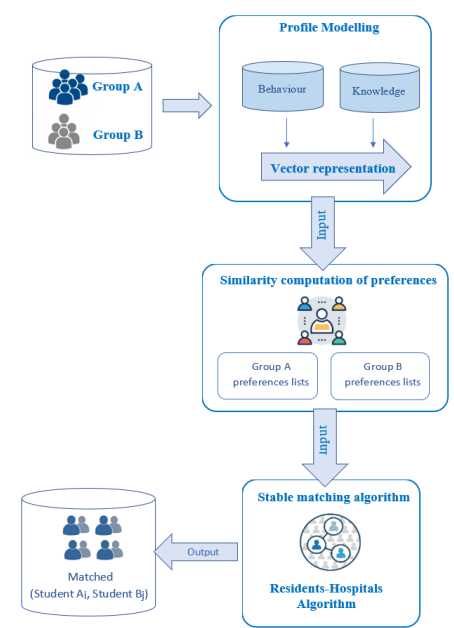 Profile Modelling
Group A
Group B
Behaviour
Knowledge
Vector representation
Input
Similarity computation of preferences
Group A
preferences lists
Group B
preferences lists
Input
Stable matching algorithm
Residents-Hospitals
Algorithm
Output
Matched
(Student Ai, Student Bj)